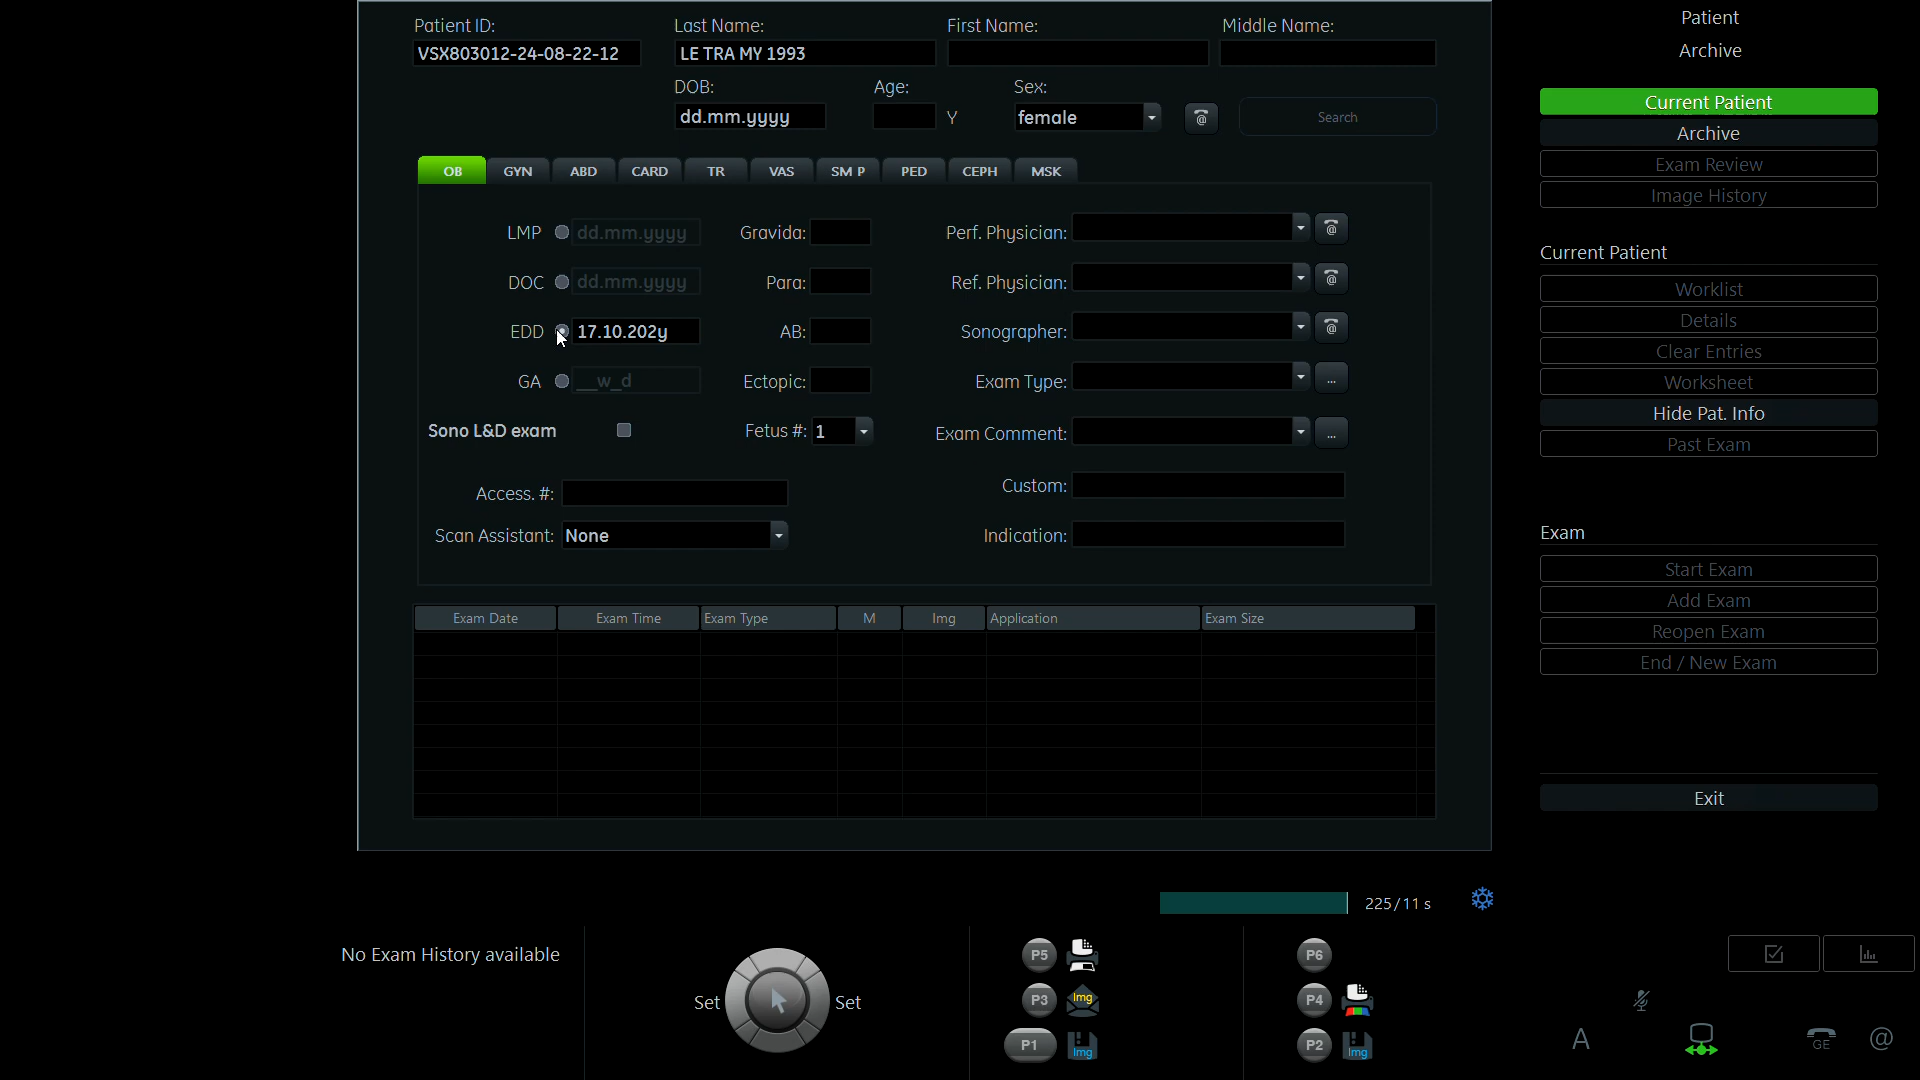 Patient ID: Last Name: First Name: Middle Name:
VSX803012-24-08-22-12 LE TRA MY 1993
DOB: Age: Sex:
dd.mm.yyyy Y female Search
OB GYN ABD CARD TR VAS SM P PED CEPH MSK
LMP dd.mm.yyyy Gravida: Perf. Physician:
DOC dd.mm.yyyy Para: Ref. Physician:
EDD 17.10.202y AB: Sonographer:
GA __w_d Ectopic: Exam Type: ...
Sono L&D exam Fetus #: 1 Exam Comment: ...
Access. #: Custom:
Scan Assistant: None Indication:
Exam Date Exam Time Exam Type M Img Application Exam Size
225/11 s
No Exam History available
Set Set
P5
P3 Img
P1 Img
P6
P4
P2 Img
Patient
Archive
Current Patient
Archive
Exam Review
Image History
Current Patient
Worklist
Details
Clear Entries
Worksheet
Hide Pat. Info
Past Exam
Exam
Start Exam
Add Exam
Reopen Exam
End / New Exam
Exit
A GE @